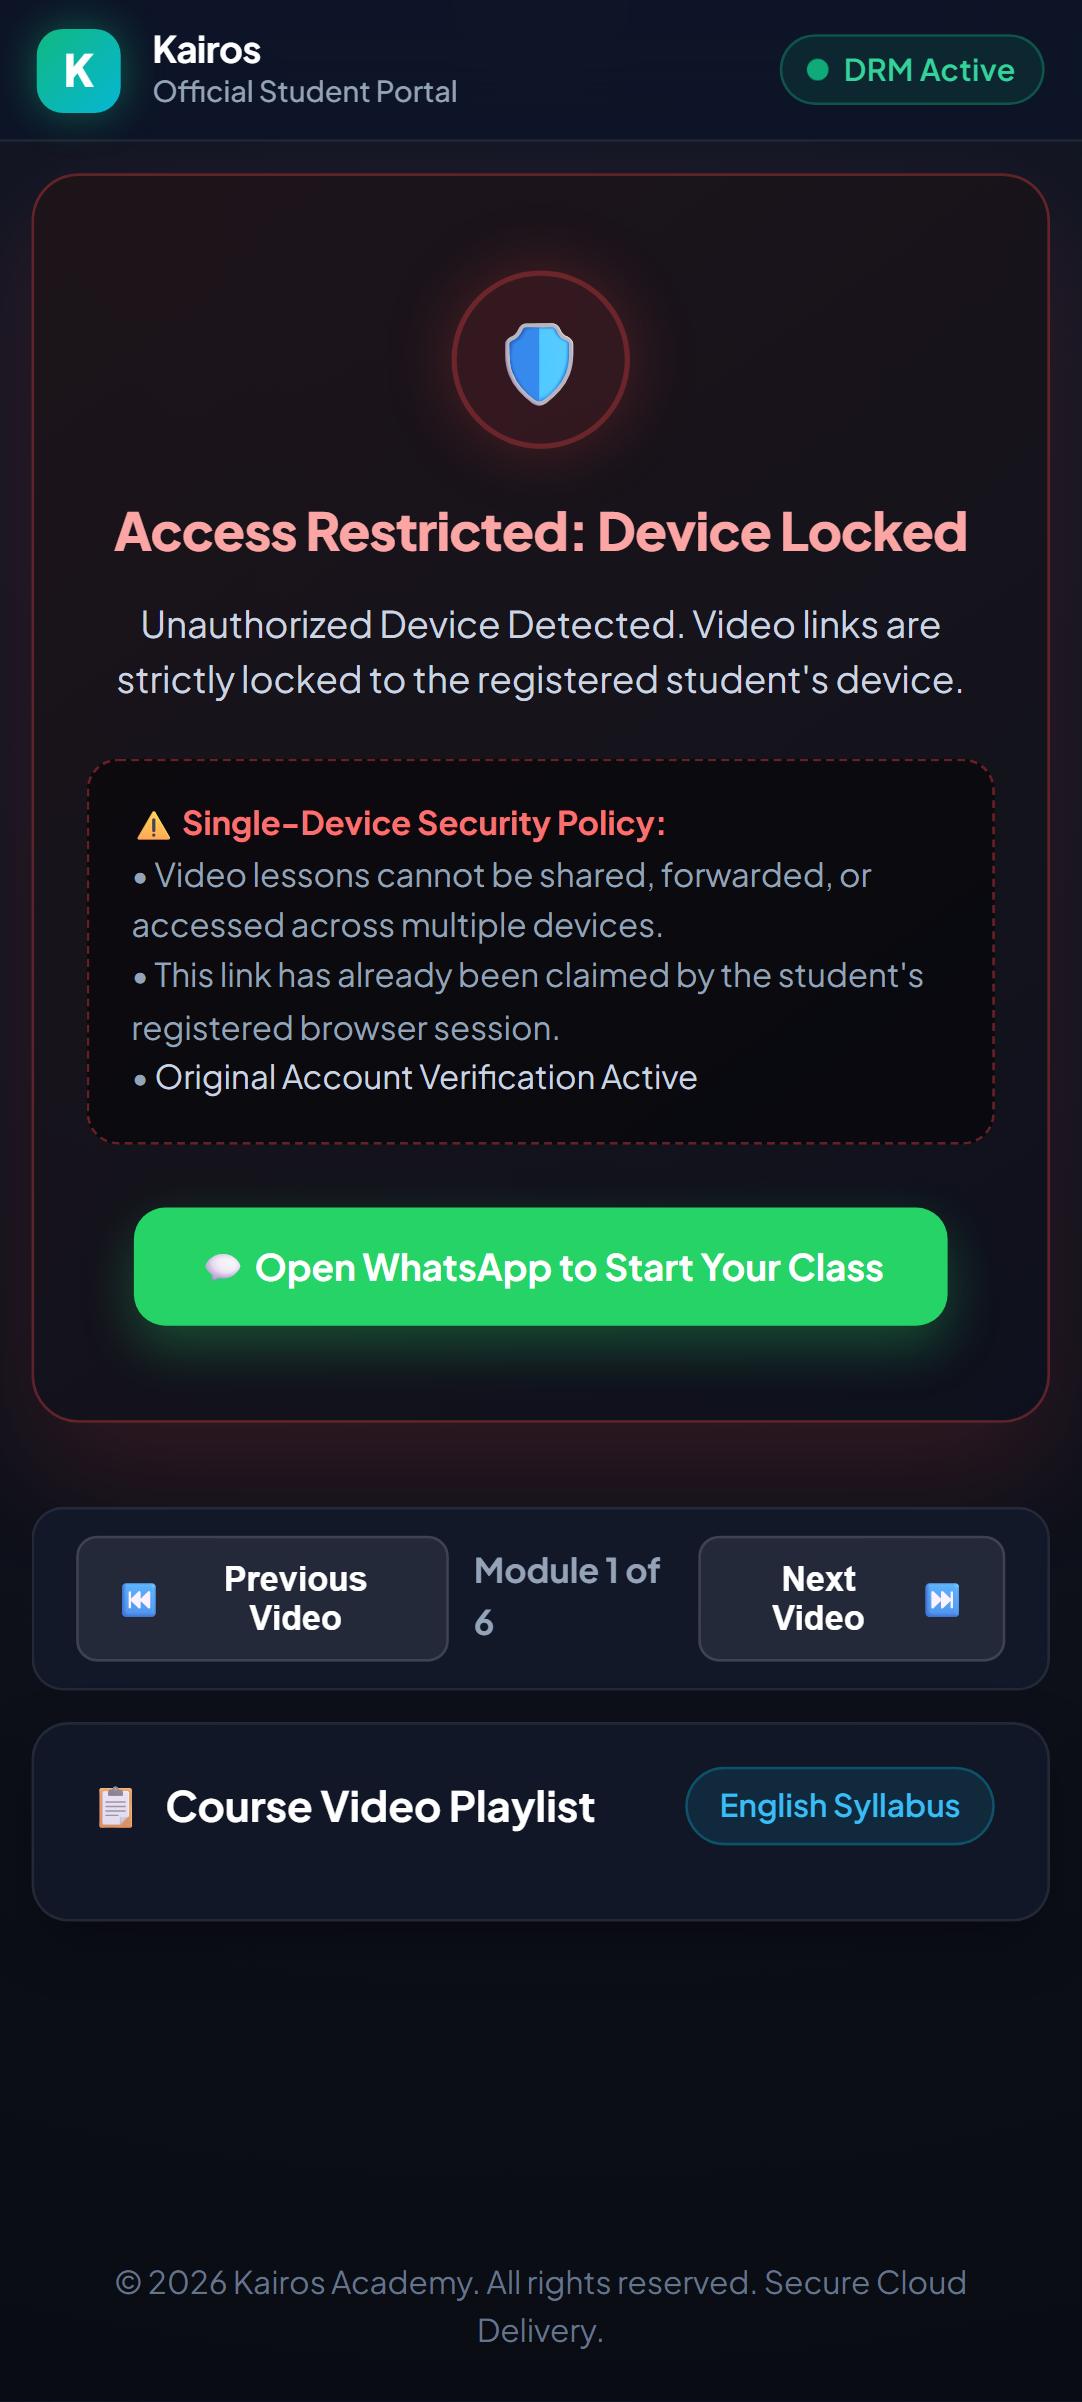 K
Kairos
Official Student Portal
DRM Active
Access Restricted: Device Locked
Unauthorized Device Detected. Video links are
strictly locked to the registered student's device.
⚠️ Single-Device Security Policy:
• Video lessons cannot be shared, forwarded, or
accessed across multiple devices.
• This link has already been claimed by the student's
registered browser session.
• Original Account Verification Active
💬 Open WhatsApp to Start Your Class
⏮️ Previous
Video
Module 1 of
6
Next
Video ⏭️
📋 Course Video Playlist
English Syllabus
© 2026 Kairos Academy. All rights reserved. Secure Cloud
Delivery.